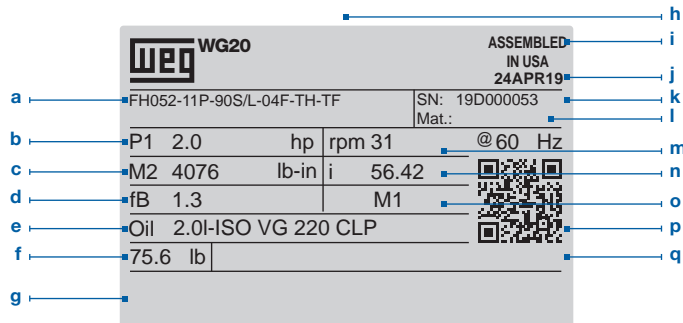 h
WEG WG20 ASSEMBLED i
IN USA
24APR19 j
a FH052-11P-90S/L-04F-TH-TF SN: 19D000053 k
Mat.: l
b P1 2.0 hp rpm 31 @ 60 Hz m
c M2 4076 lb-in i 56.42 n
d fB 1.3 M1 o
e Oil 2.0l-ISO VG 220 CLP p
f 75.6 lb q
g